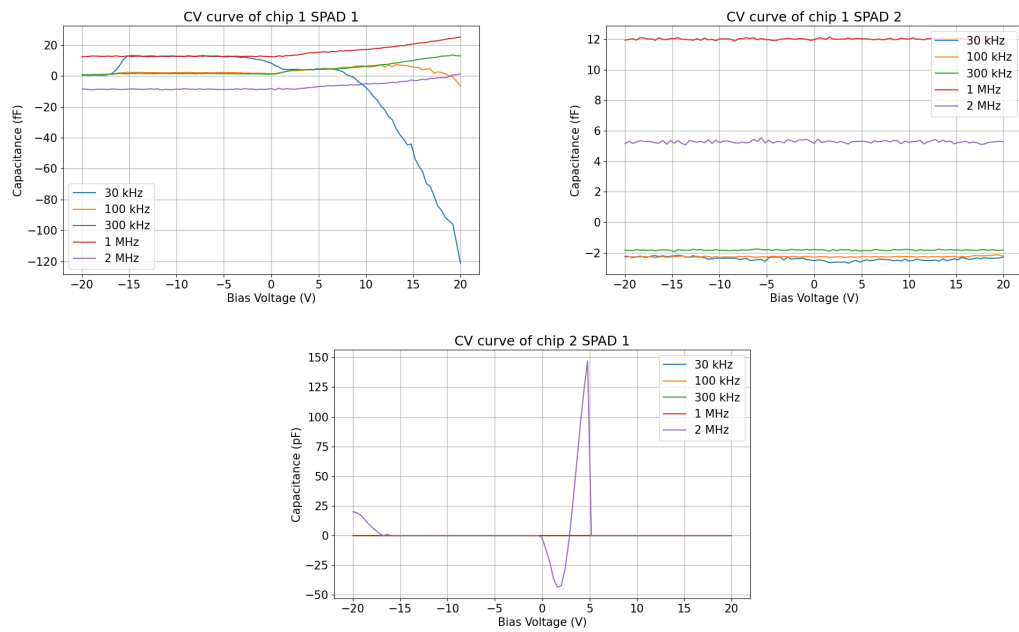 CV curve of chip 1 SPAD 1
Capacitance (fF)
20
0
−20
−40
−60
−80
−100
−120
30 kHz
100 kHz
300 kHz
1 MHz
2 MHz
−20 −15 −10 −5 0 5 10 15 20
Bias Voltage (V)
CV curve of chip 1 SPAD 2
Capacitance (fF)
12
10
8
6
4
2
0
−2
30 kHz
100 kHz
300 kHz
1 MHz
2 MHz
−20 −15 −10 −5 0 5 10 15 20
Bias Voltage (V)
CV curve of chip 2 SPAD 1
Capacitance (pF)
150
125
100
75
50
25
0
−25
−50
30 kHz
100 kHz
300 kHz
1 MHz
2 MHz
−20 −15 −10 −5 0 5 10 15 20
Bias Voltage (V)